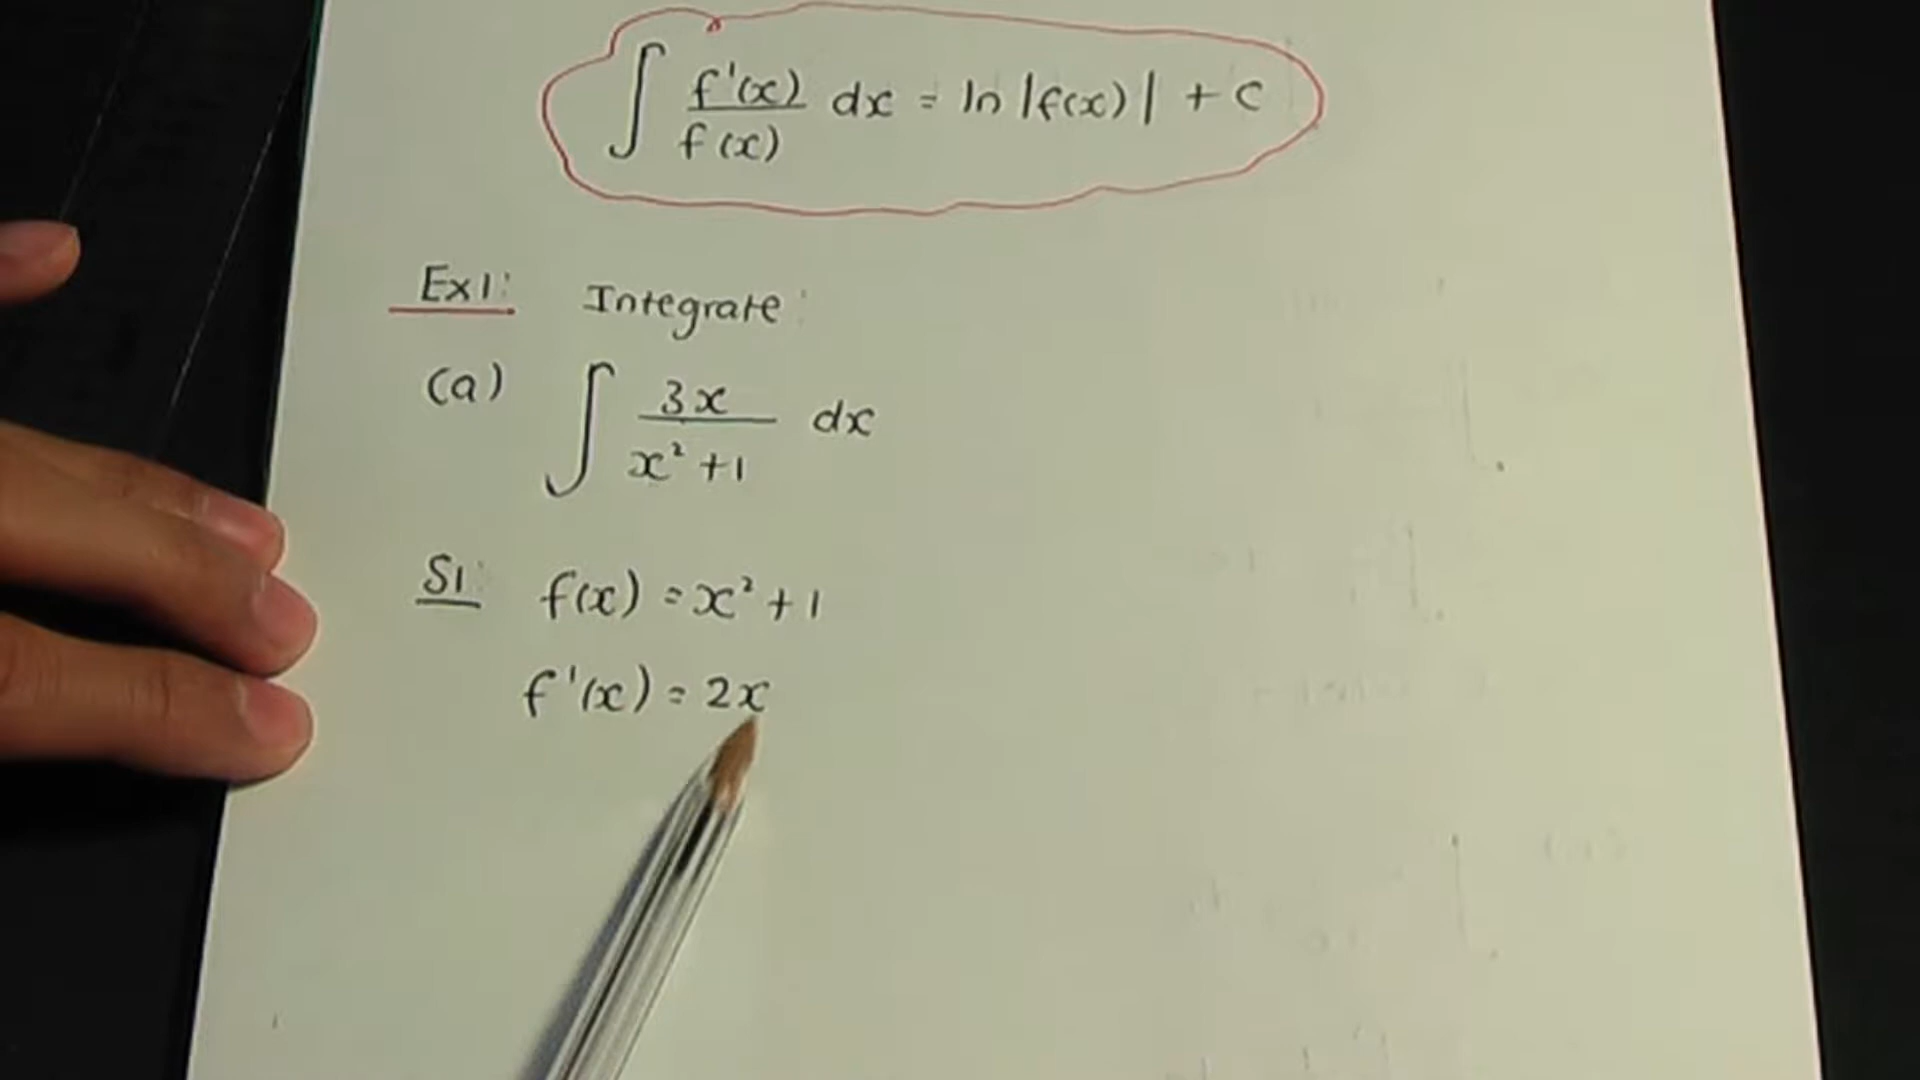 ∫ f'(x)/f(x) dx = ln |f(x)| + c
Ex1: Integrate:
(a) ∫ 3x/x²+1 dx
S1: f(x) = x² + 1
f'(x) = 2x